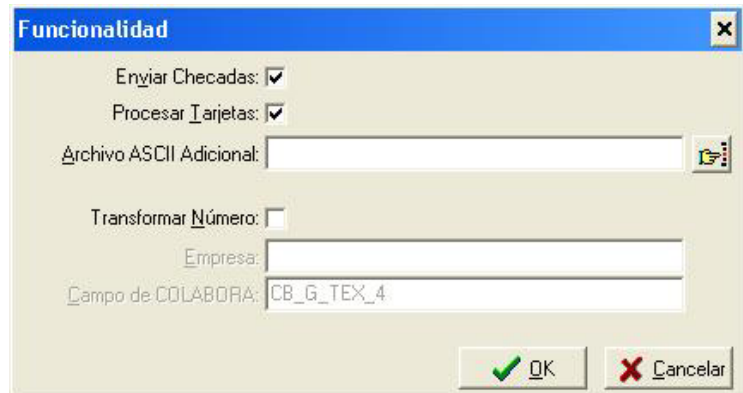 Funcionalidad
Enviar Checadas:
Procesar Tarjetas:
Archivo ASCII Adicional:
Transformar Número:
Empresa:
Campo de COLABORA: CB_G_TEX_4
OK Cancelar